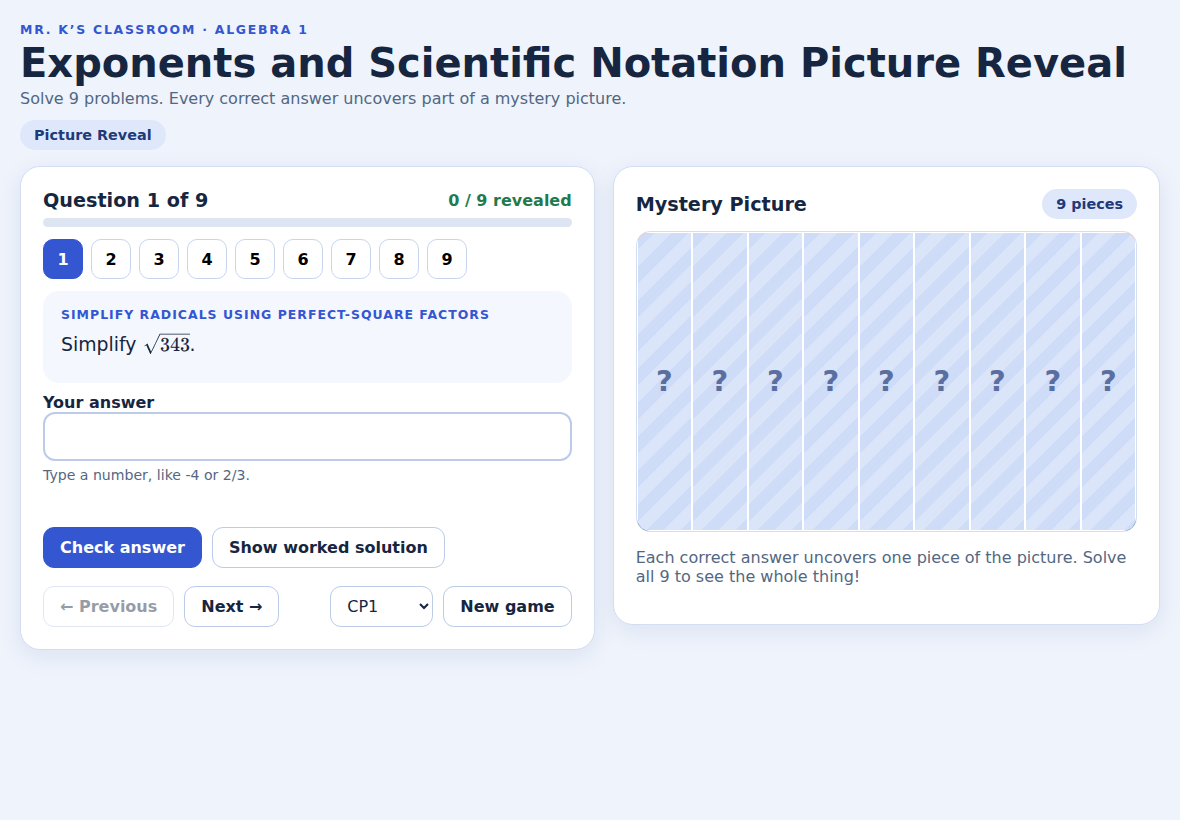 MR. K’S CLASSROOM · ALGEBRA 1
Exponents and Scientific Notation Picture Reveal
Solve 9 problems. Every correct answer uncovers part of a mystery picture.
Picture Reveal
Question 1 of 9
0 / 9 revealed
1 2 3 4 5 6 7 8 9
SIMPLIFY RADICALS USING PERFECT-SQUARE FACTORS
Simplify √343.
Your answer
Type a number, like -4 or 2/3.
Check answer
Show worked solution
← Previous
Next →
CP1
New game
Mystery Picture
9 pieces
? ? ? ? ? ? ? ? ?
Each correct answer uncovers one piece of the picture. Solve
all 9 to see the whole thing!